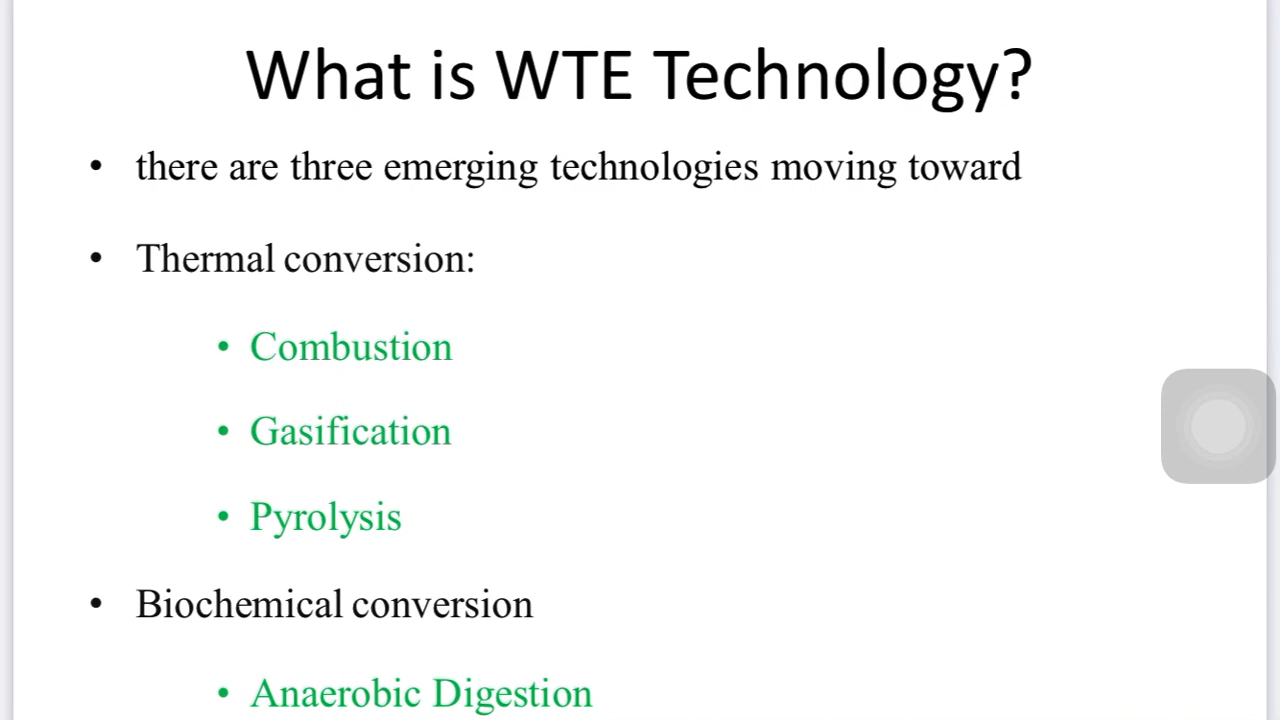 What is WTE Technology?
• there are three emerging technologies moving toward
• Thermal conversion:
• Combustion
• Gasification
• Pyrolysis
• Biochemical conversion
• Anaerobic Digestion